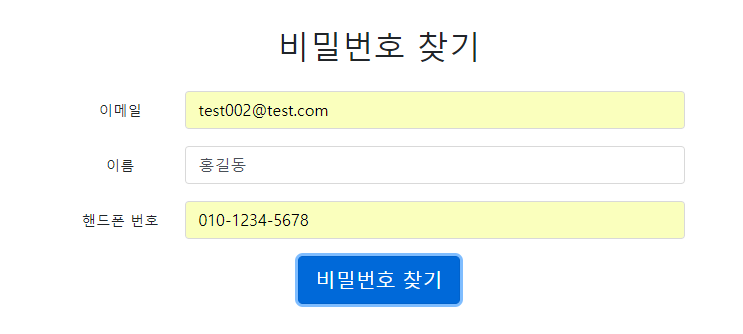 비밀번호 찾기
이메일 test002@test.com
이름 홍길동
핸드폰 번호 010-1234-5678
비밀번호 찾기